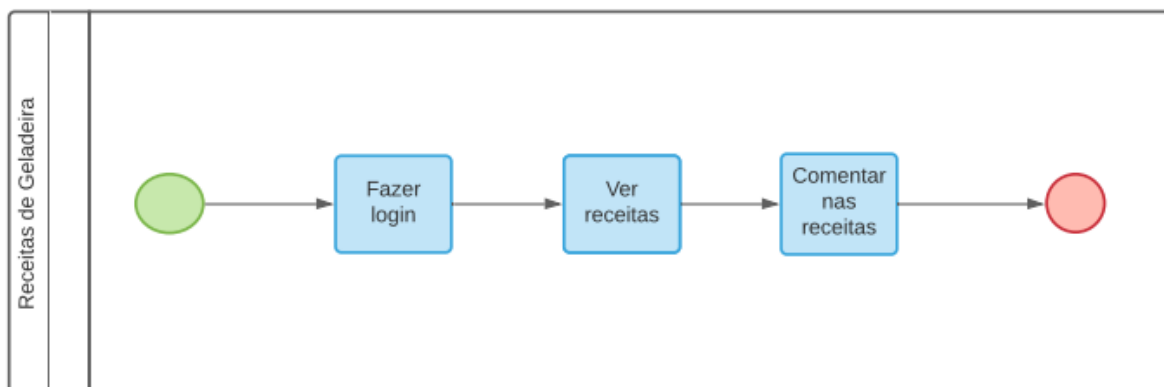 Receitas de Geladeira
Fazer
login
Ver
receitas
Comentar
nas
receitas